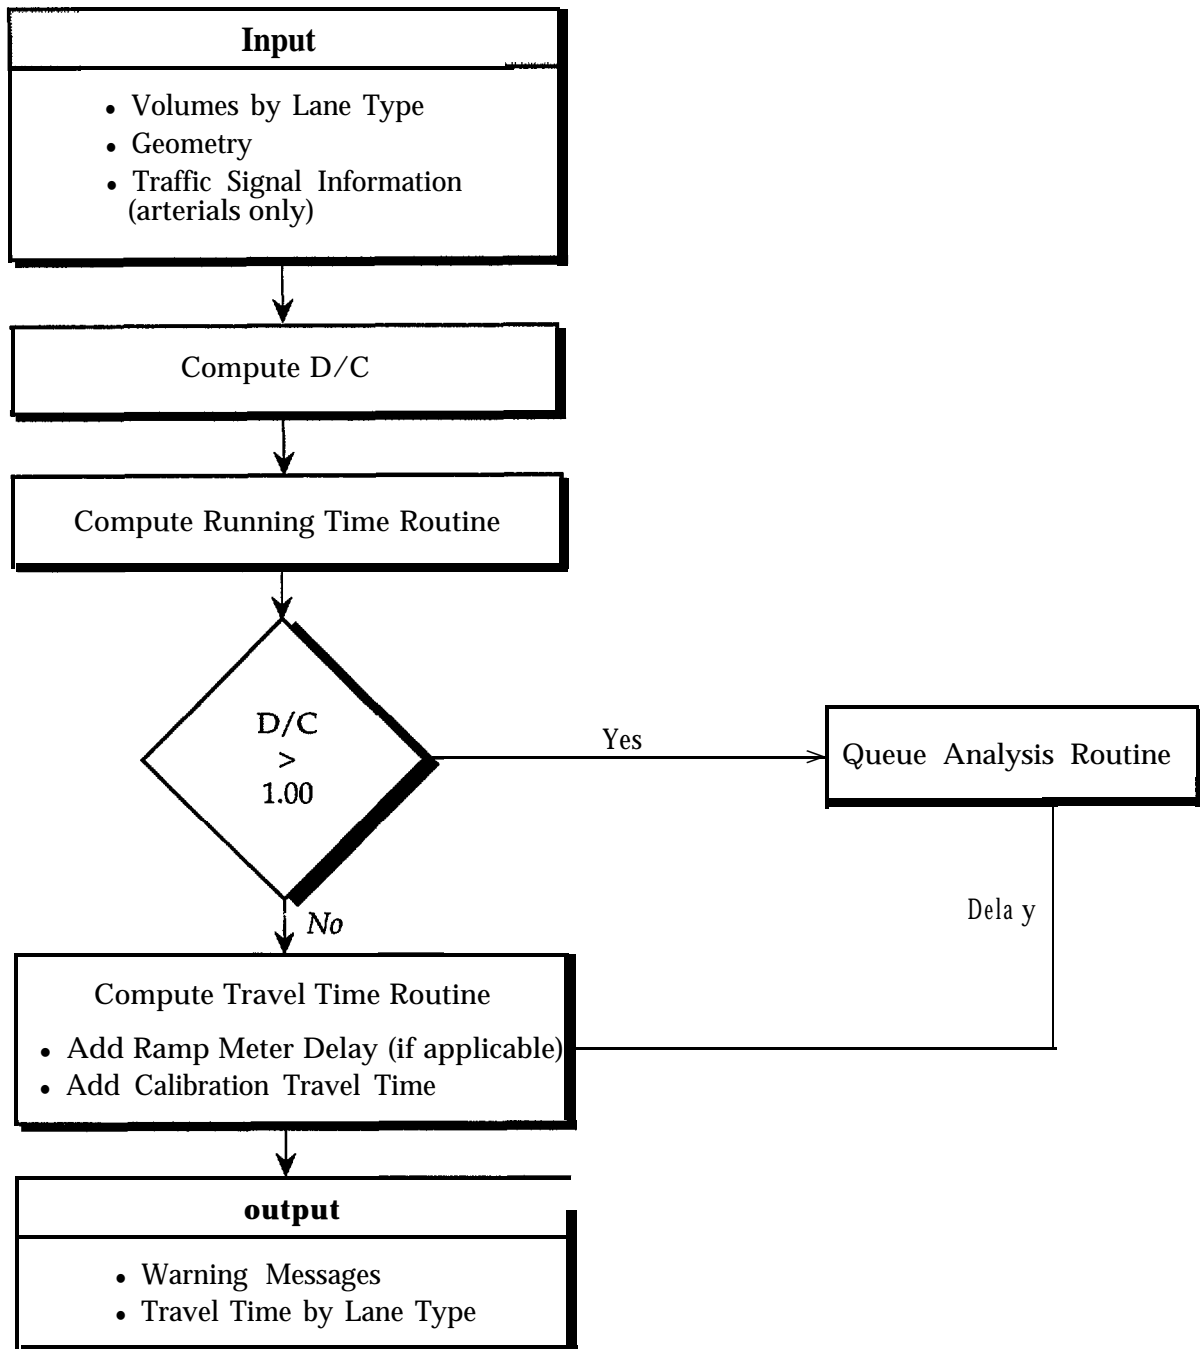 Input
• Volumes by Lane Type
• Geometry
• Traffic Signal Information
(arterials only)
Compute D/C
Compute Running Time Routine
D/C
>
1.00
Yes
Queue Analysis Routine
No
Delay
Compute Travel Time Routine
• Add Ramp Meter Delay (if applicable)
• Add Calibration Travel Time
output
• Warning Messages
• Travel Time by Lane Type